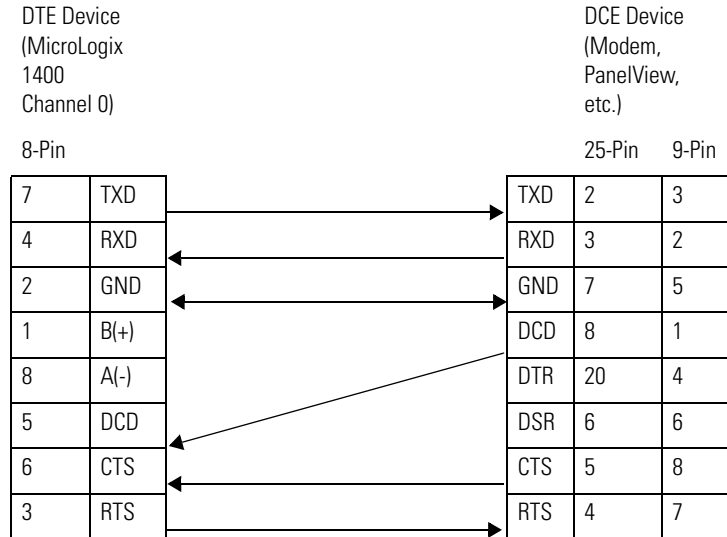 DTE Device
(MicroLogix
1400
Channel 0)
DCE Device
(Modem,
PanelView,
etc.)
8-Pin
25-Pin 9-Pin
7 TXD TXD 2 3
4 RXD RXD 3 2
2 GND GND 7 5
1 B(+) DCD 8 1
8 A(-) DTR 20 4
5 DCD DSR 6 6
6 CTS CTS 5 8
3 RTS RTS 4 7